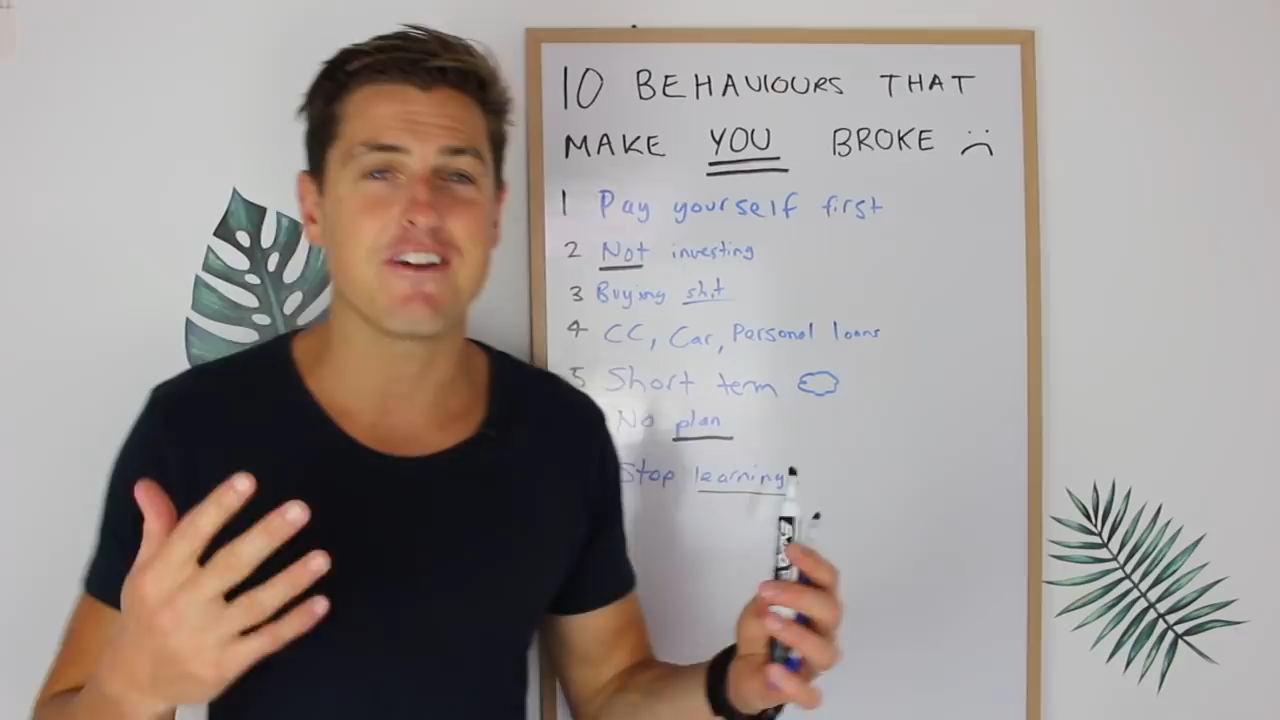 10 BEHAVIOURS THAT
MAKE YOU BROKE
1 Pay yourself first
2 Not investing
3 Buying shit
4 CC, Car, Personal loans
5 Short term
No plan
Stop learning